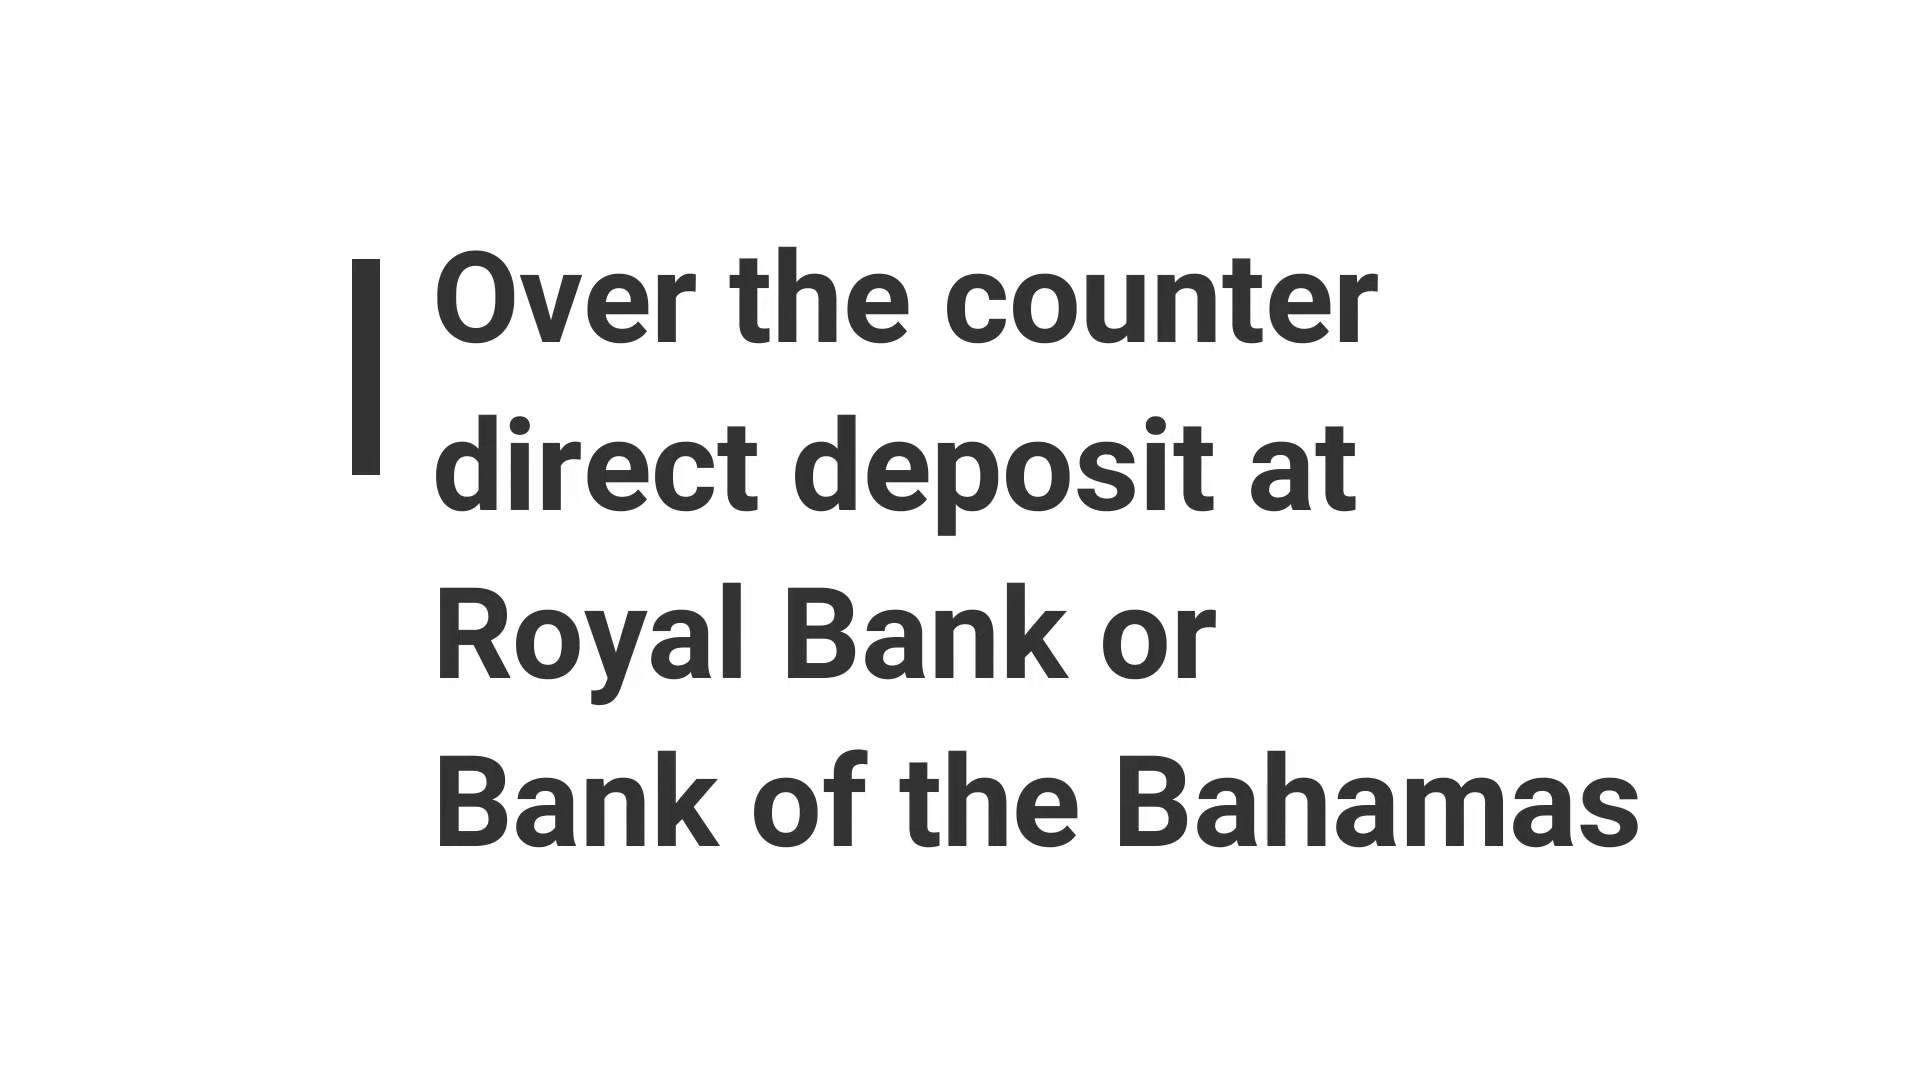 Over the counter
direct deposit at
Royal Bank or
Bank of the Bahamas